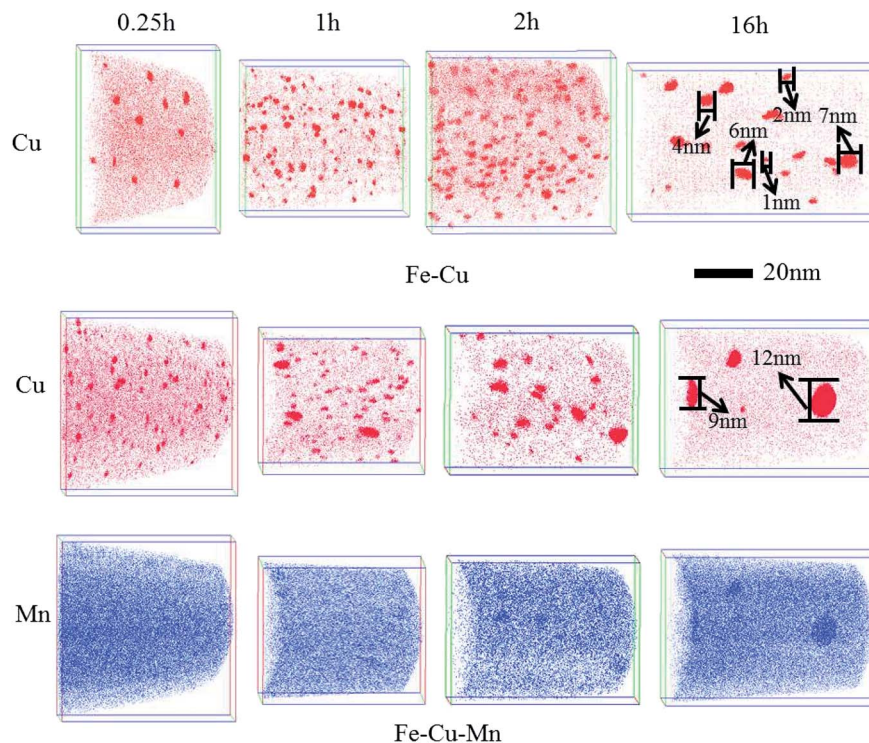 0.25h 1h 2h 16h
Cu
4nm 6nm 2nm 7nm
1nm
Fe-Cu 20nm
Cu
12nm
9nm
Mn
Fe-Cu-Mn